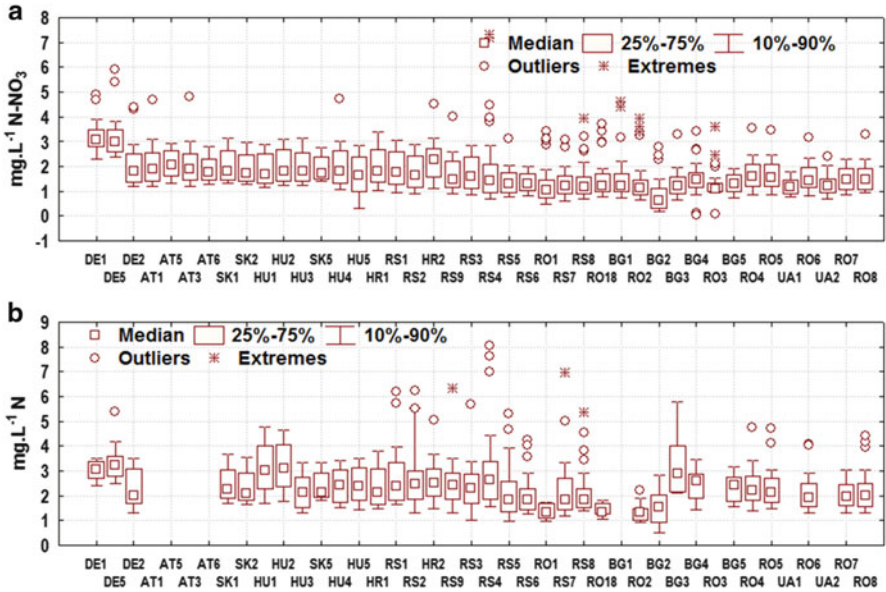 a
8
7
6
5
4
3
2
1
0
-1
mg.L-1 N-NO3
Median 25%-75% 10%-90%
Outliers Extremes
DE1 DE2 AT5 AT6 SK2 HU2 SK5 HU5 RS1 HR2 RS3 RS5 RO1 RS8 BG1 BG2 BG4 BG5 RO5 RO6 RO7
DE5 AT1 AT3 SK1 HU1 HU3 HU4 HR1 RS2 RS9 RS4 RS6 RS7 RO18 RO2 BG3 RO3 RO4 UA1 UA2 RO8
b
9
8
7
6
5
4
3
2
1
0
mg.L-1 N
Median 25%-75% 10%-90%
Outliers Extremes
DE1 DE2 AT5 AT6 SK2 HU2 SK5 HU5 RS1 HR2 RS3 RS5 RO1 RS8 BG1 BG2 BG4 BG5 RO5 RO6 RO7
DE5 AT1 AT3 SK1 HU1 HU3 HU4 HR1 RS2 RS9 RS4 RS6 RS7 RO18 RO2 BG3 RO3 RO4 UA1 UA2 RO8